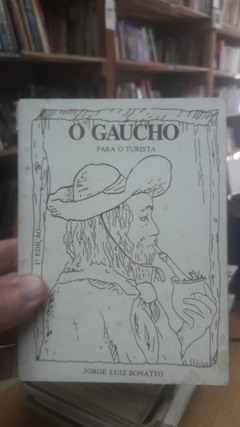 O GAUCHO
PARA O TURISTA
1ª EDIÇÃO
JORGE LUIZ BONATTO